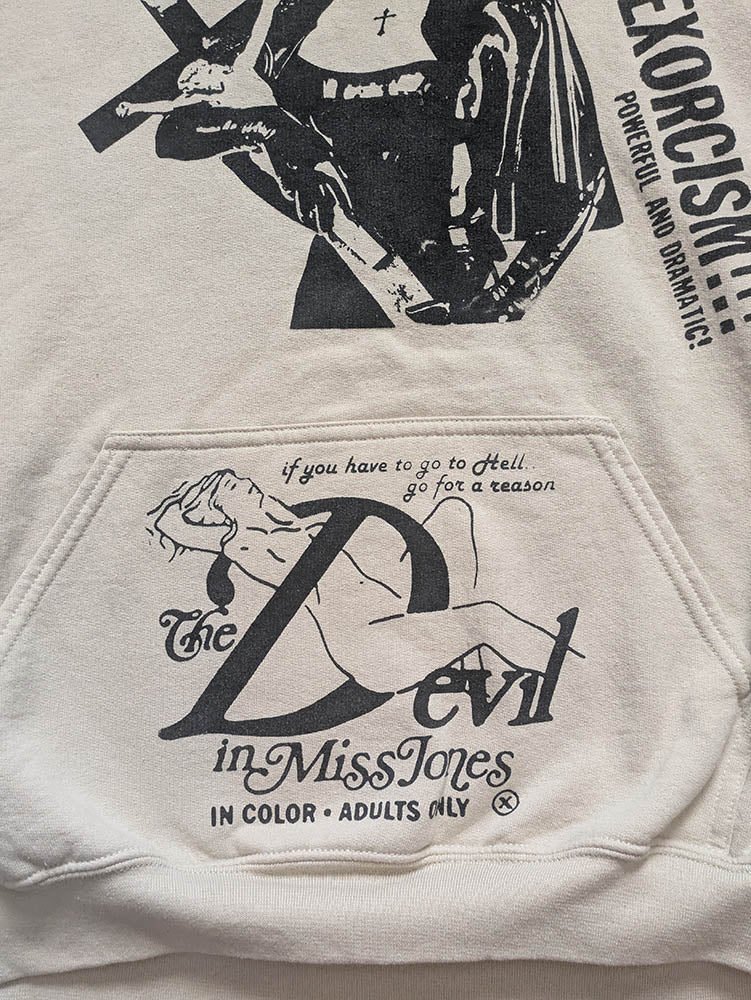 EXORCISM...
POWERFUL AND DRAMATIC!
if you have to go to Hell..
go for a reason
The Devil
in Miss Jones
IN COLOR • ADULTS ONLY X